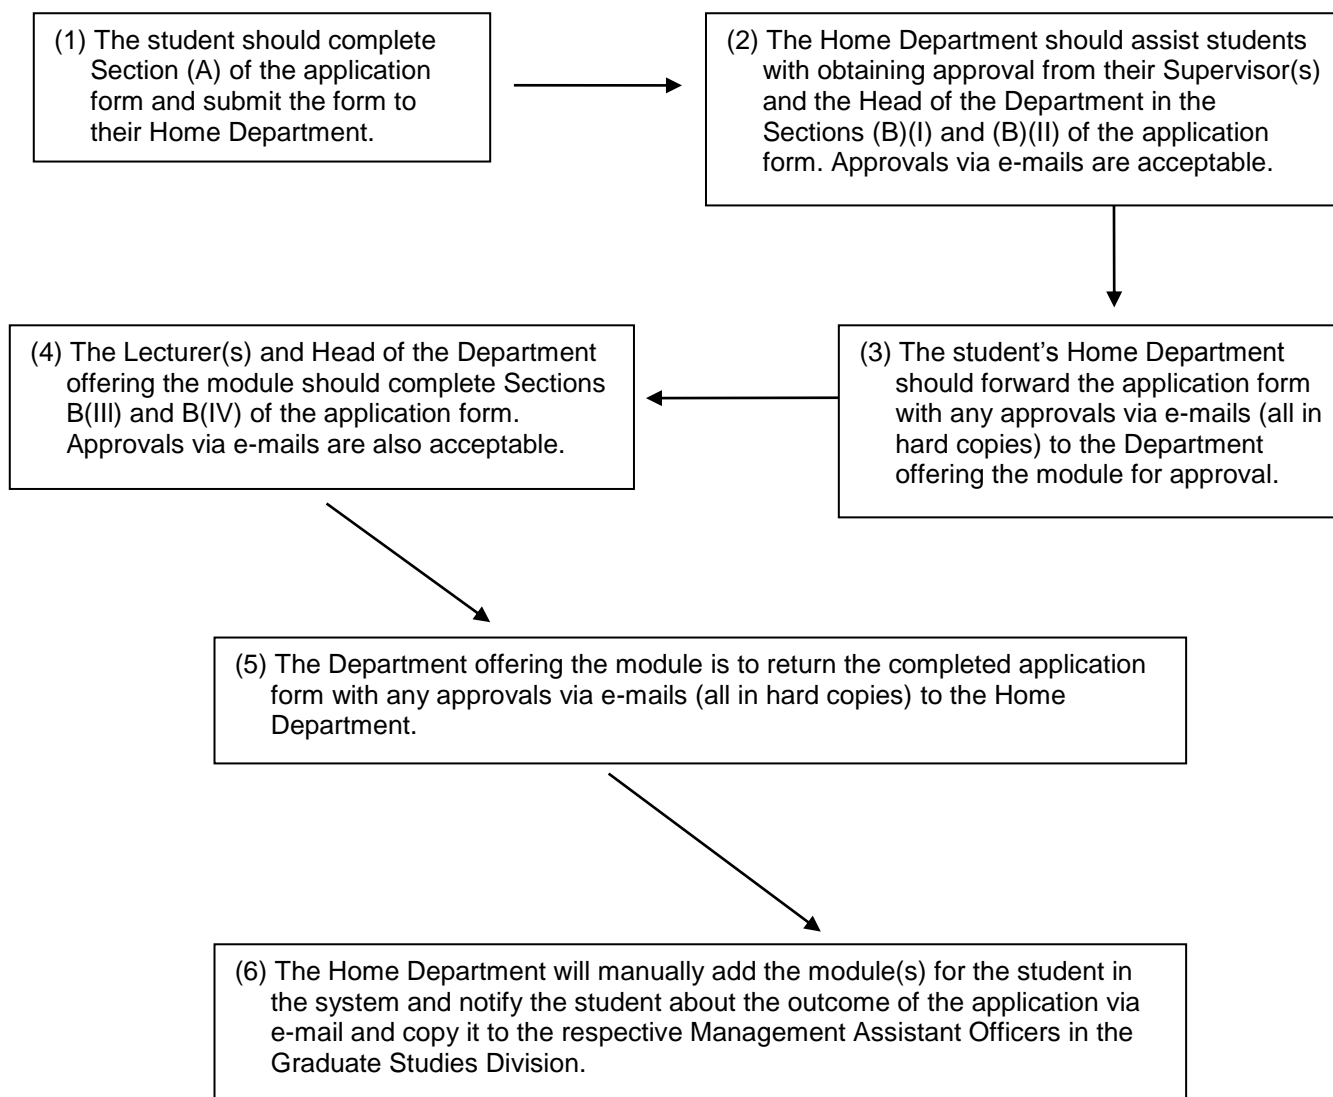 (1) The student should complete
Section (A) of the application
form and submit the form to
their Home Department.
(2) The Home Department should assist students
with obtaining approval from their Supervisor(s)
and the Head of the Department in the
Sections (B)(I) and (B)(II) of the application
form. Approvals via e-mails are acceptable.
(3) The student's Home Department
should forward the application form
with any approvals via e-mails (all in
hard copies) to the Department
offering the module for approval.
(4) The Lecturer(s) and Head of the Department
offering the module should complete Sections
B(III) and B(IV) of the application form.
Approvals via e-mails are also acceptable.
(5) The Department offering the module is to return the completed application
form with any approvals via e-mails (all in hard copies) to the Home
Department.
(6) The Home Department will manually add the module(s) for the student in
the system and notify the student about the outcome of the application via
e-mail and copy it to the respective Management Assistant Officers in the
Graduate Studies Division.